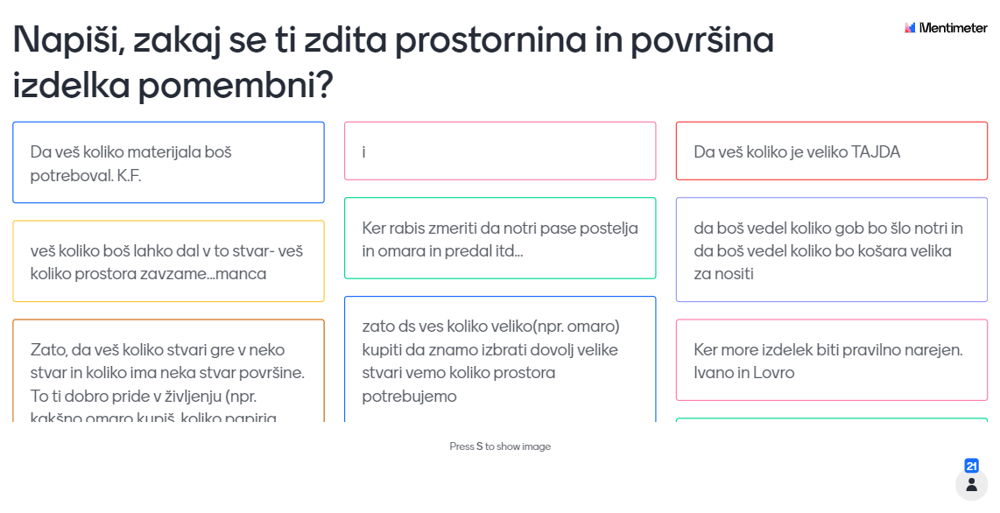 Napiši, zakaj se ti zdita prostornina in površina
izdelka pomembni?
Mentimeter
Da veš koliko materijala boš
potreboval. K.F.
veš koliko boš lahko dal v to stvar- veš
koliko prostora zavzame...manca
Zato, da veš koliko stvari gre v neko
stvar in koliko ima neka stvar površine.
To ti dobro pride v življenju (npr.
kakšno omaro kupiš, koliko papirja
i
Ker rabis zmeriti da notri pase postelja
in omara in predal itd...
zato ds ves koliko veliko(npr. omaro)
kupiti da znamo izbrati dovolj velike
stvari vemo koliko prostora
potrebujemo
Da veš koliko je veliko TAJDA
da boš vedel koliko gob bo šlo notri in
da boš vedel koliko bo košara velika
za nositi
Ker more izdelek biti pravilno narejen.
Ivano in Lovro
Press S to show image
21